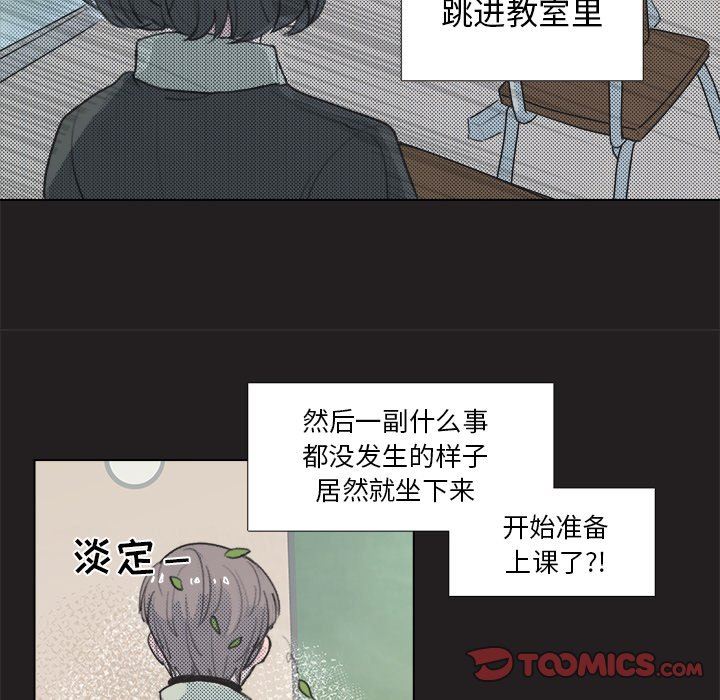 跳进教室里
然后一副什么事
都没发生的样子
居然就坐下来
开始准备
上课了?!
淡定–
TOOMICS.COM